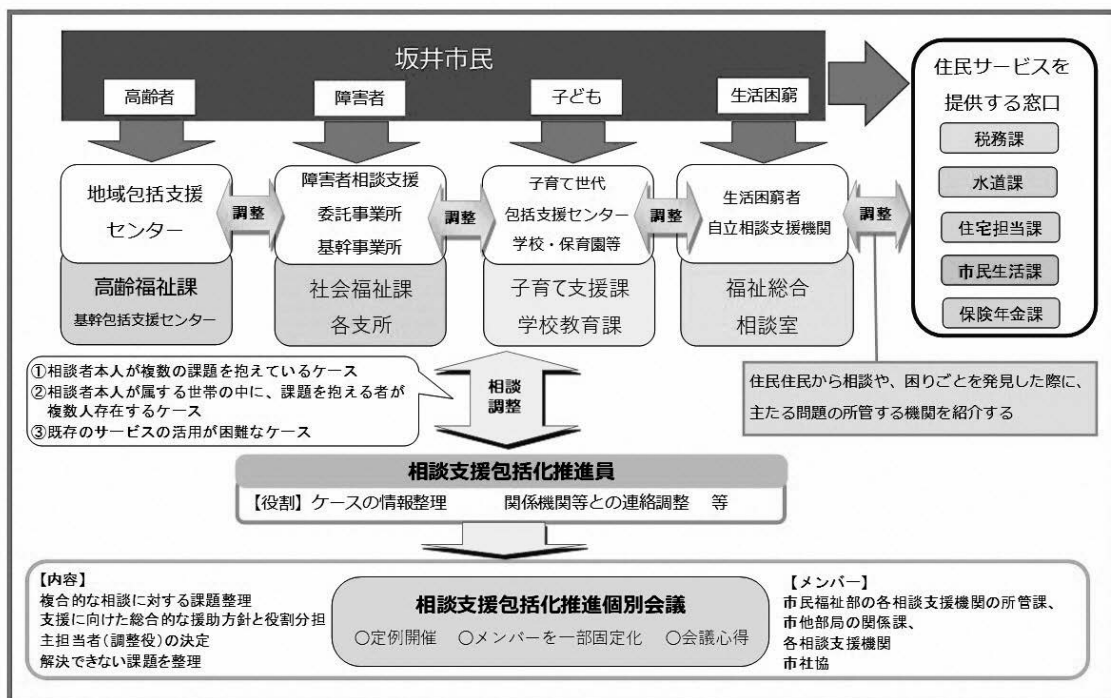 坂井市民
高齢者
障害者
子ども
生活困窮
地域包括支援
センター
高齢福祉課
基幹包括支援センター
調整
障害者相談支援
委託事業所
基幹事業所
社会福祉課
各支所
調整
子育て世代
包括支援センター
学校・保育園等
子育て支援課
学校教育課
調整
生活困窮者
自立相談支援機関
福祉総合
相談室
調整
住民サービスを
提供する窓口
税務課
水道課
住宅担当課
市民生活課
保険年金課
①相談者本人が複数の課題を抱えているケース
②相談者本人が属する世帯の中に、課題を抱える者が
複数人存在するケース
③既存のサービスの活用が困難なケース
相談
調整
住民住民から相談や、困りごとを発見した際に、
主たる問題の所管する機関を紹介する
相談支援包括化推進員
【役割】ケースの情報整理 関係機関等との連絡調整 等
【内容】
複合的な相談に対する課題整理
支援に向けた総合的な援助方針と役割分担
主担当者(調整役)の決定
解決できない課題を整理
相談支援包括化推進個別会議
○定例開催 ○メンバーを一部固定化 ○会議心得
【メンバー】
市民福祉部の各相談支援機関の所管課、
市他部局の関係課、
各相談支援機関
市社協